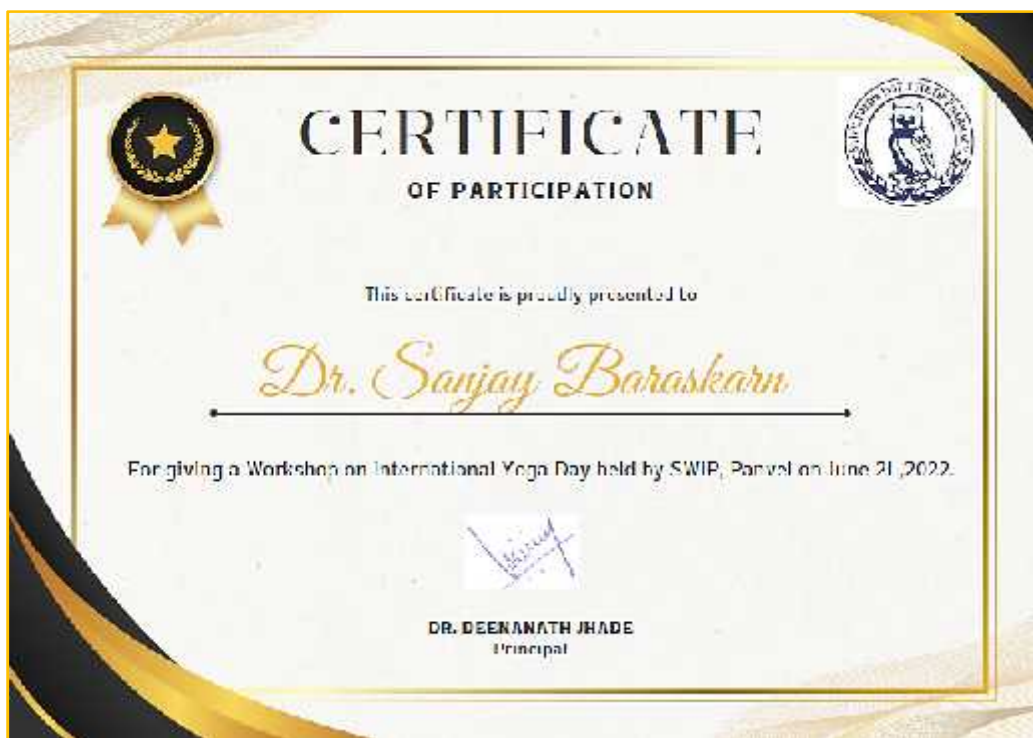 CERTIFICATE
OF PARTICIPATION
This certificate is proudly presented to
Dr. Sanjay Baraskarn
For giving a Workshop on International Yoga Day held by SWIP, Panvel on June 21 ,2022.
DR. DEENANATH JHADE
Principal